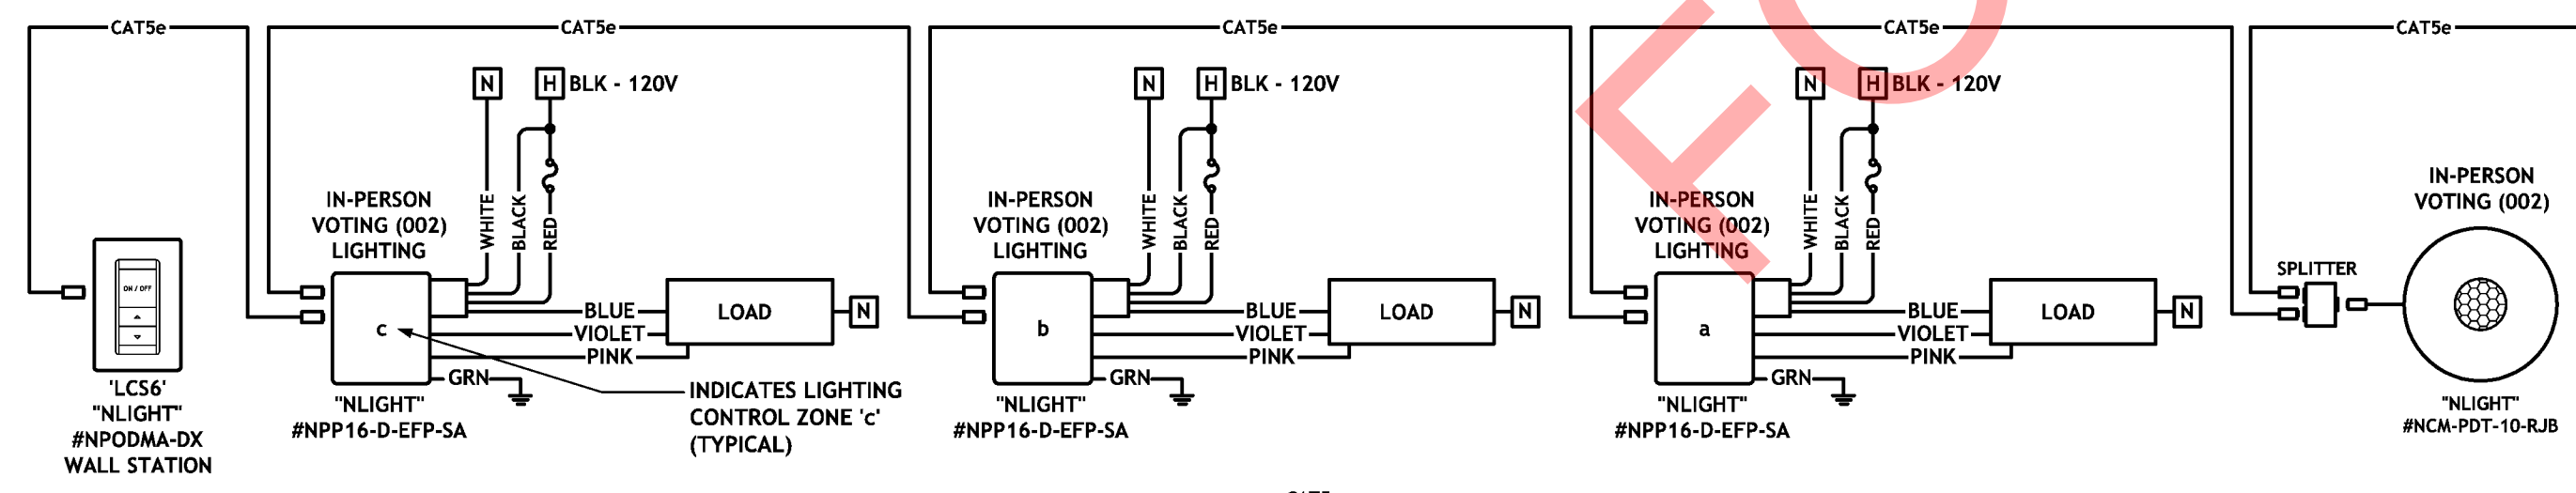 CAT5e
CAT5e
CAT5e
CAT5e
CAT5e
N
H
BLK - 120V
IN-PERSON
VOTING (002)
LIGHTING
WHITE
BLACK
RED
ON / OFF
c
BLUE
VIOLET
PINK
GRN
LOAD
N
'LCS6'
"NLIGHT"
#NPODMA-DX
WALL STATION
"NLIGHT"
#NPP16-D-EFP-SA
INDICATES LIGHTING
CONTROL ZONE 'c'
(TYPICAL)
N
H
BLK - 120V
IN-PERSON
VOTING (002)
LIGHTING
WHITE
BLACK
RED
b
BLUE
VIOLET
PINK
GRN
LOAD
N
"NLIGHT"
#NPP16-D-EFP-SA
N
H
BLK - 120V
IN-PERSON
VOTING (002)
LIGHTING
WHITE
BLACK
RED
a
BLUE
VIOLET
PINK
GRN
LOAD
N
"NLIGHT"
#NPP16-D-EFP-SA
SPLITTER
IN-PERSON
VOTING (002)
"NLIGHT"
#NCM-PDT-10-RJB